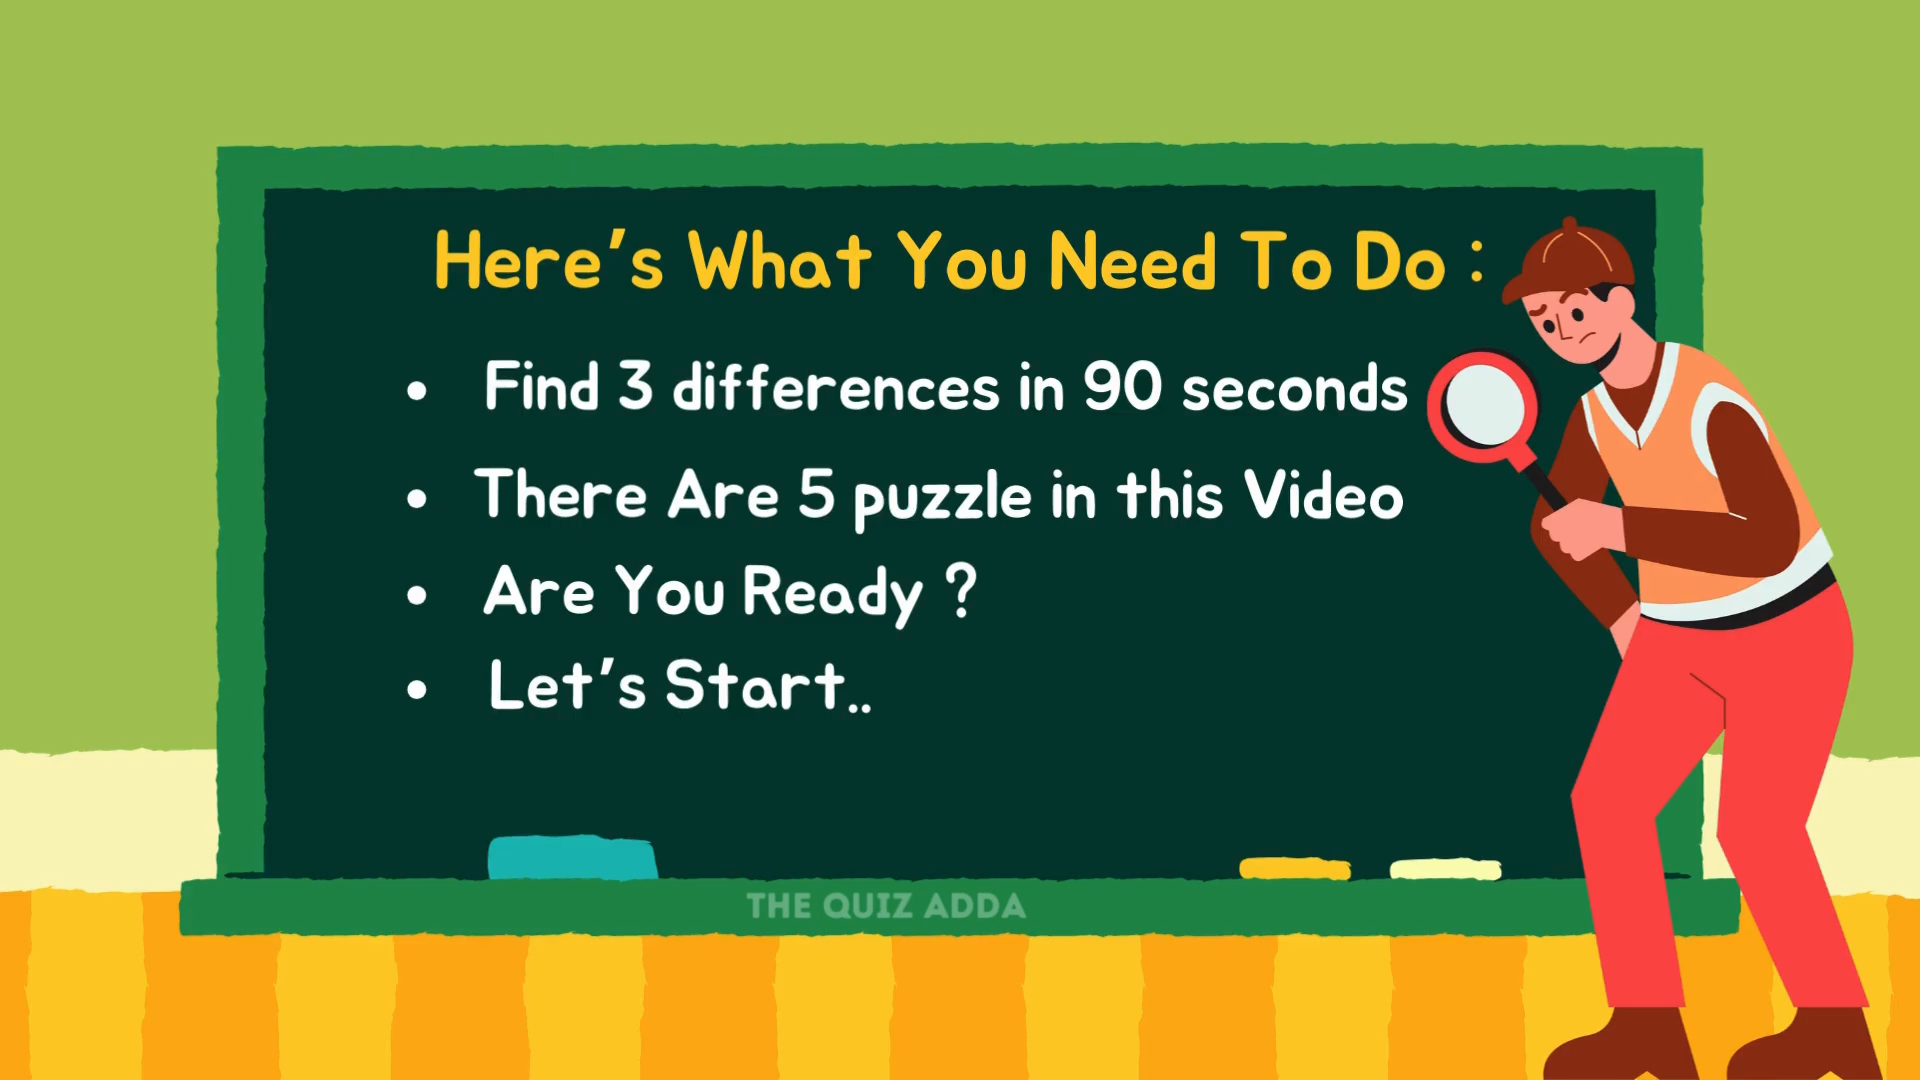 Here's What You Need To Do :
• Find 3 differences in 90 seconds
• There Are 5 puzzle in this Video
• Are You Ready ?
• Let's Start..
THE QUIZ ADDA